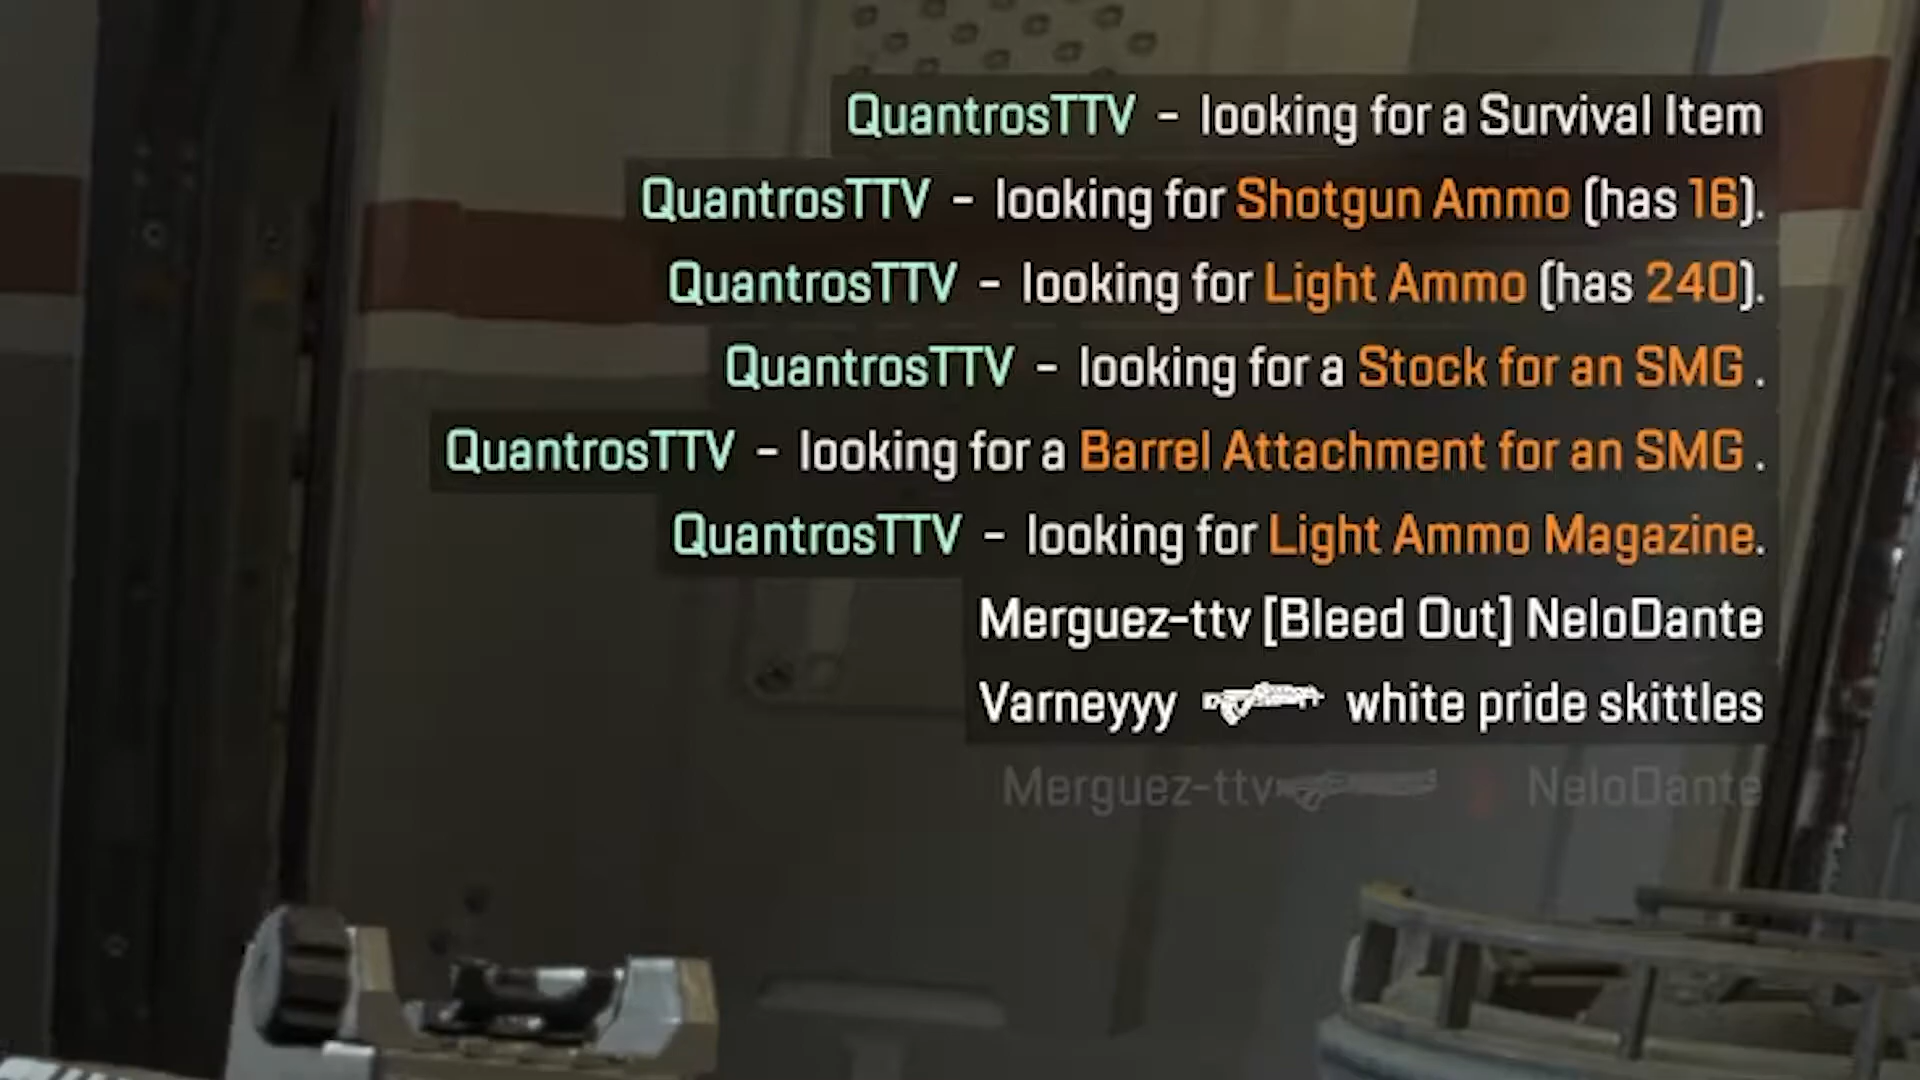 QuantrosTTV - looking for a Survival Item
QuantrosTTV - looking for Shotgun Ammo (has 16).
QuantrosTTV - looking for Light Ammo (has 240).
QuantrosTTV - looking for a Stock for an SMG .
QuantrosTTV - looking for a Barrel Attachment for an SMG .
QuantrosTTV - looking for Light Ammo Magazine.
Merguez-ttv [Bleed Out] NeloDante
Varneyyy white pride skittles
Merguez-ttv NeloDante